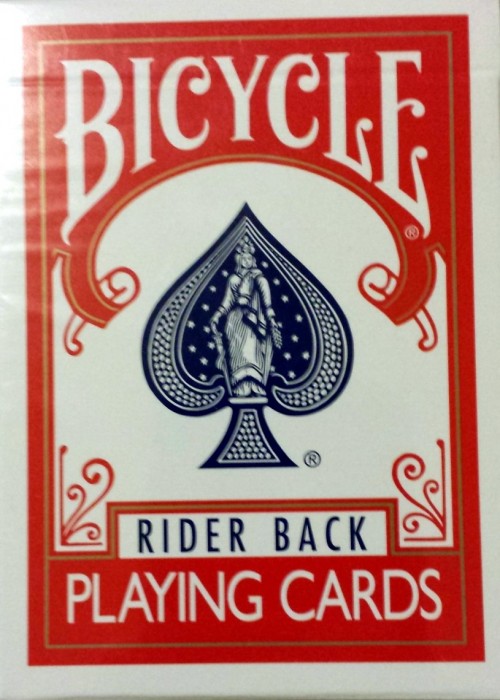 BICYCLE
®
®
RIDER BACK
PLAYING CARDS